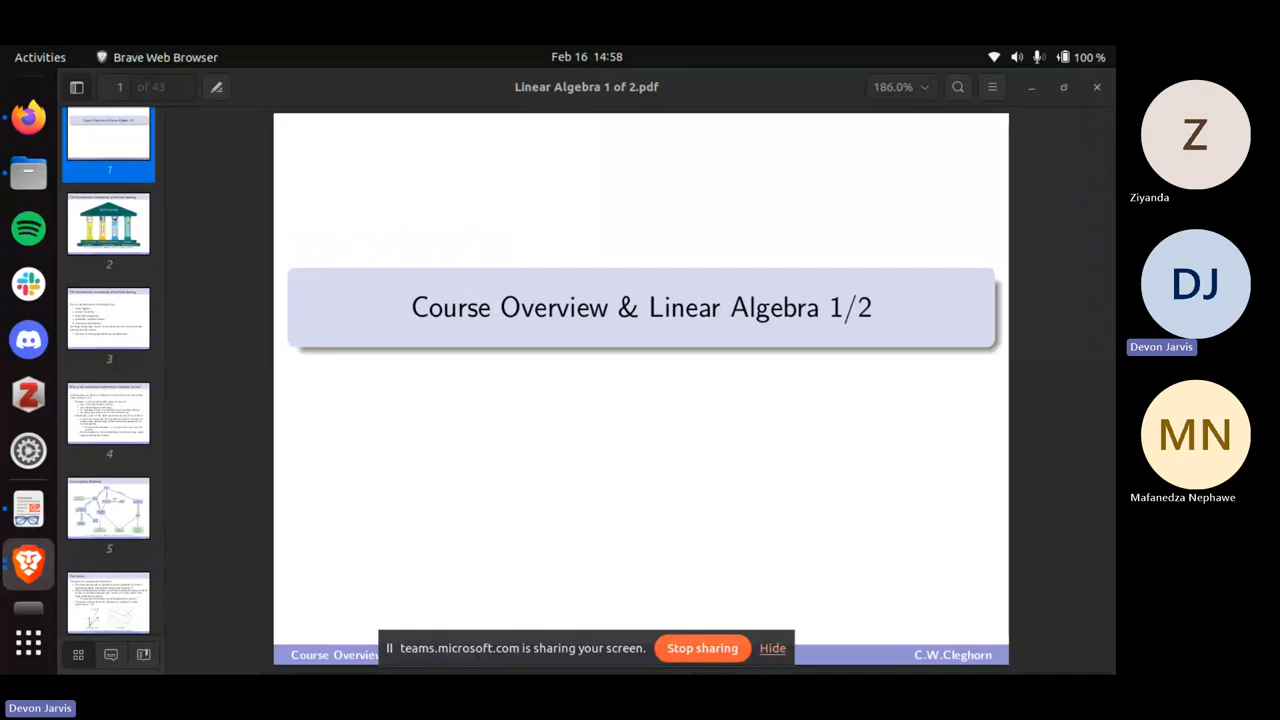 Activities
Brave Web Browser
Feb 16 14:58
100 %
1 of 43
Linear Algebra 1 of 2.pdf
186.0%
1
2
3
4
5
Course Overview & Linear Algebra 1/2
teams.microsoft.com is sharing your screen.
Stop sharing
Hide
Course Overview
C.W.Cleghorn
Z
Ziyanda
DJ
Devon Jarvis
MN
Mafanedza Nephawe
Devon Jarvis